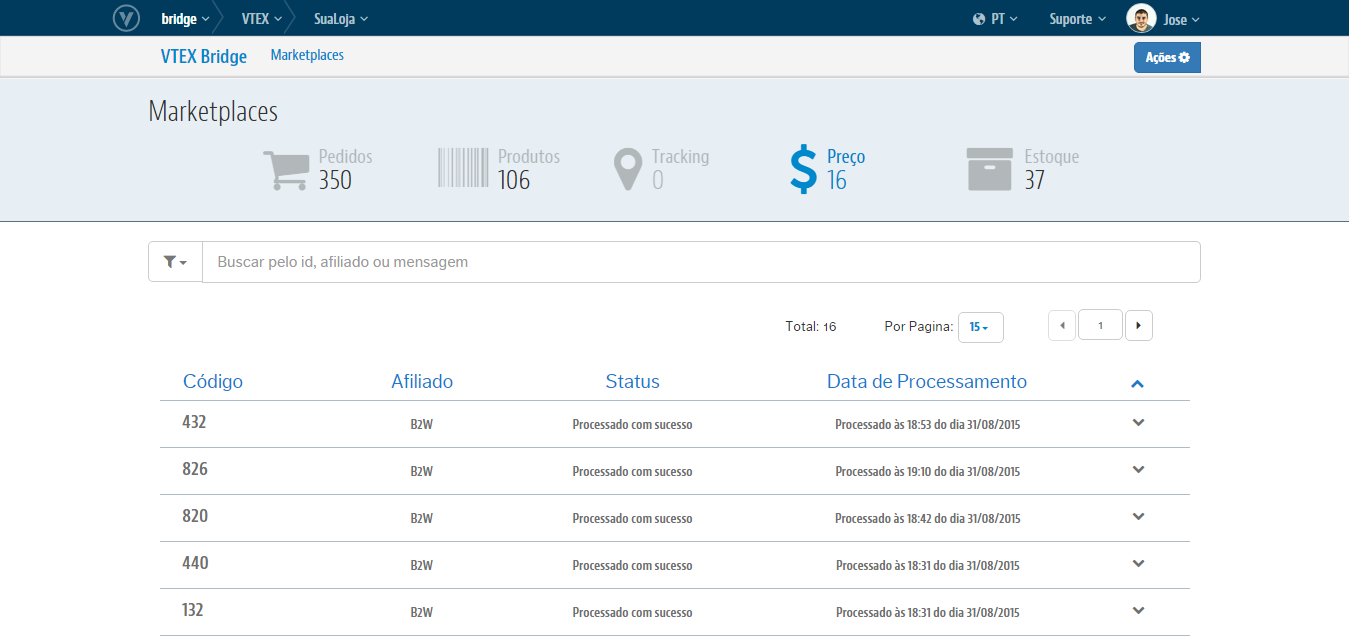 bridge VTEX SuaLoja PT Suporte Jose
VTEX Bridge Marketplaces Ações
Marketplaces
Pedidos Produtos Tracking Preço Estoque
350 106 0 16 37
Buscar pelo id, afiliado ou mensagem
Total: 16 Por Pagina: 15 1
Código Afiliado Status Data de Processamento
432 B2W Processado com sucesso Processado às 18:53 do dia 31/08/2015
826 B2W Processado com sucesso Processado às 19:10 do dia 31/08/2015
820 B2W Processado com sucesso Processado às 18:42 do dia 31/08/2015
440 B2W Processado com sucesso Processado às 18:31 do dia 31/08/2015
132 B2W Processado com sucesso Processado às 18:31 do dia 31/08/2015